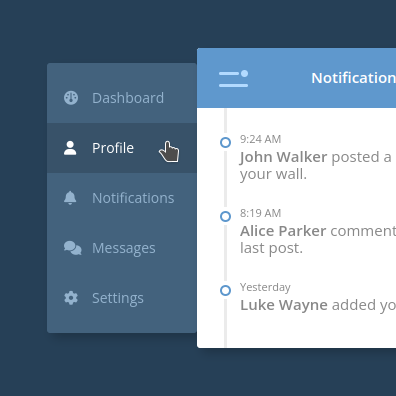 Dashboard
Profile
Notifications
Messages
Settings
Notification
9:24 AM
John Walker posted a
your wall.
8:19 AM
Alice Parker comment
last post.
Yesterday
Luke Wayne added yo